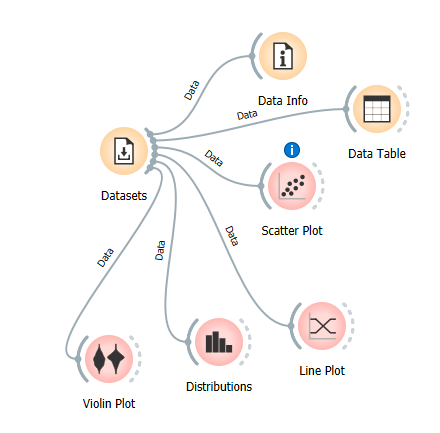 Data
Data Info
Data
Data Table
Datasets
Data
Scatter Plot
Data
Line Plot
Data
Distributions
Data
Violin Plot